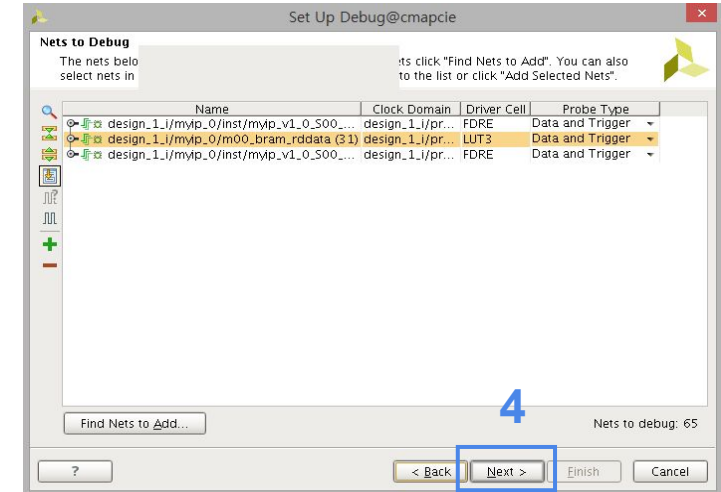 Set Up Debug@cmapcie
Nets to Debug
The nets belo ets click "Find Nets to Add". You can also
select nets in to the list or click "Add Selected Nets".
Name Clock Domain Driver Cell Probe Type
design_1_i/myip_0/inst/myip_v1_0_S00_... design_1_i/pr... FDRE Data and Trigger
design_1_i/myip_0/m00_bram_rddata (31) design_1_i/pr... LUT3 Data and Trigger
design_1_i/myip_0/inst/myip_v1_0_S00_... design_1_i/pr... FDRE Data and Trigger
4
Find Nets to Add... Nets to debug: 65
? < Back Next > Finish Cancel